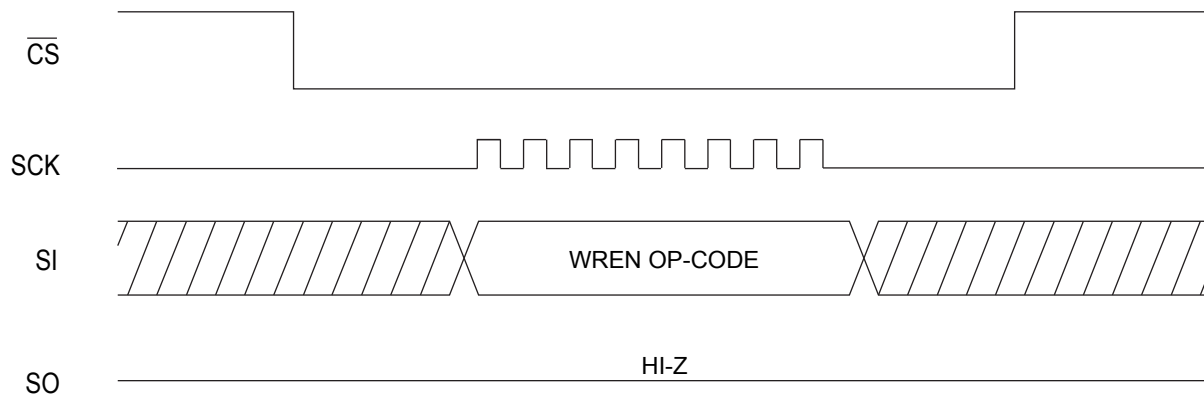 CS
SCK
SI
WREN OP-CODE
HI-Z
SO